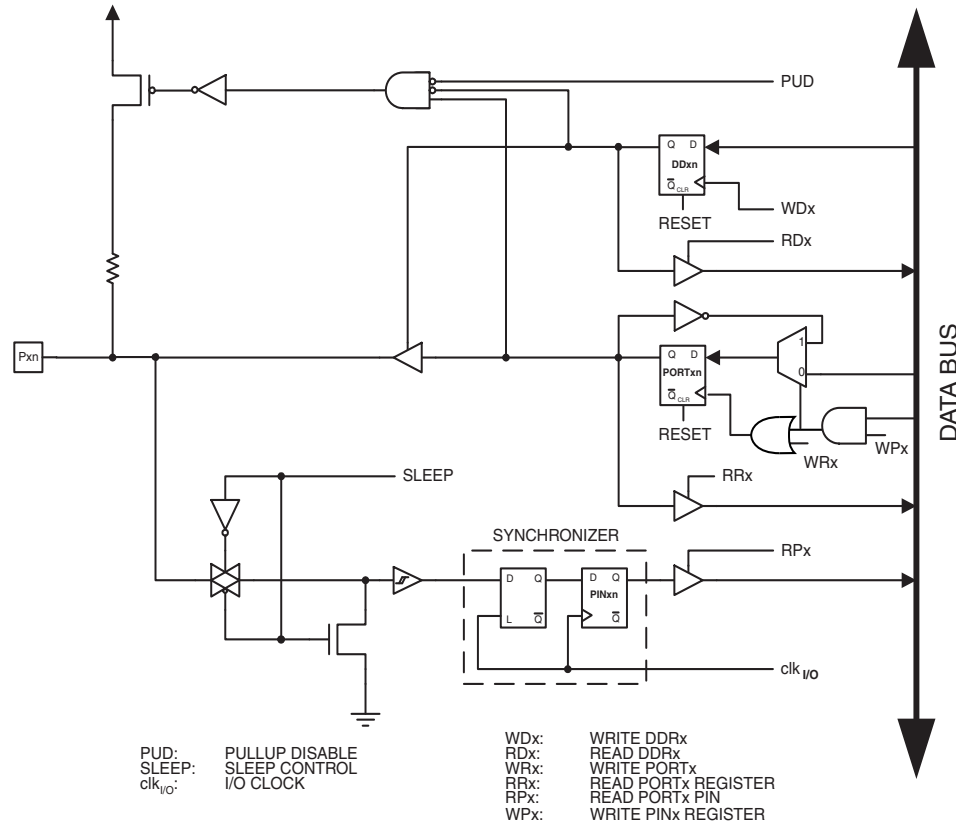 PUD
Q D
DDxn
Q CLR
WDx
RESET
RDx
Pxn
1
Q D
PORTxn
0
Q CLR
RESET
WRx
WPx
DATA BUS
SLEEP
RRx
SYNCHRONIZER
RPx
D Q
D Q
PINxn
L Q
Q
clk I/O
PUD: PULLUP DISABLE
SLEEP: SLEEP CONTROL
clkI/O: I/O CLOCK
WDx: WRITE DDRx
RDx: READ DDRx
WRx: WRITE PORTx
RRx: READ PORTx REGISTER
RPx: READ PORTx PIN
WPx: WRITE PINx REGISTER